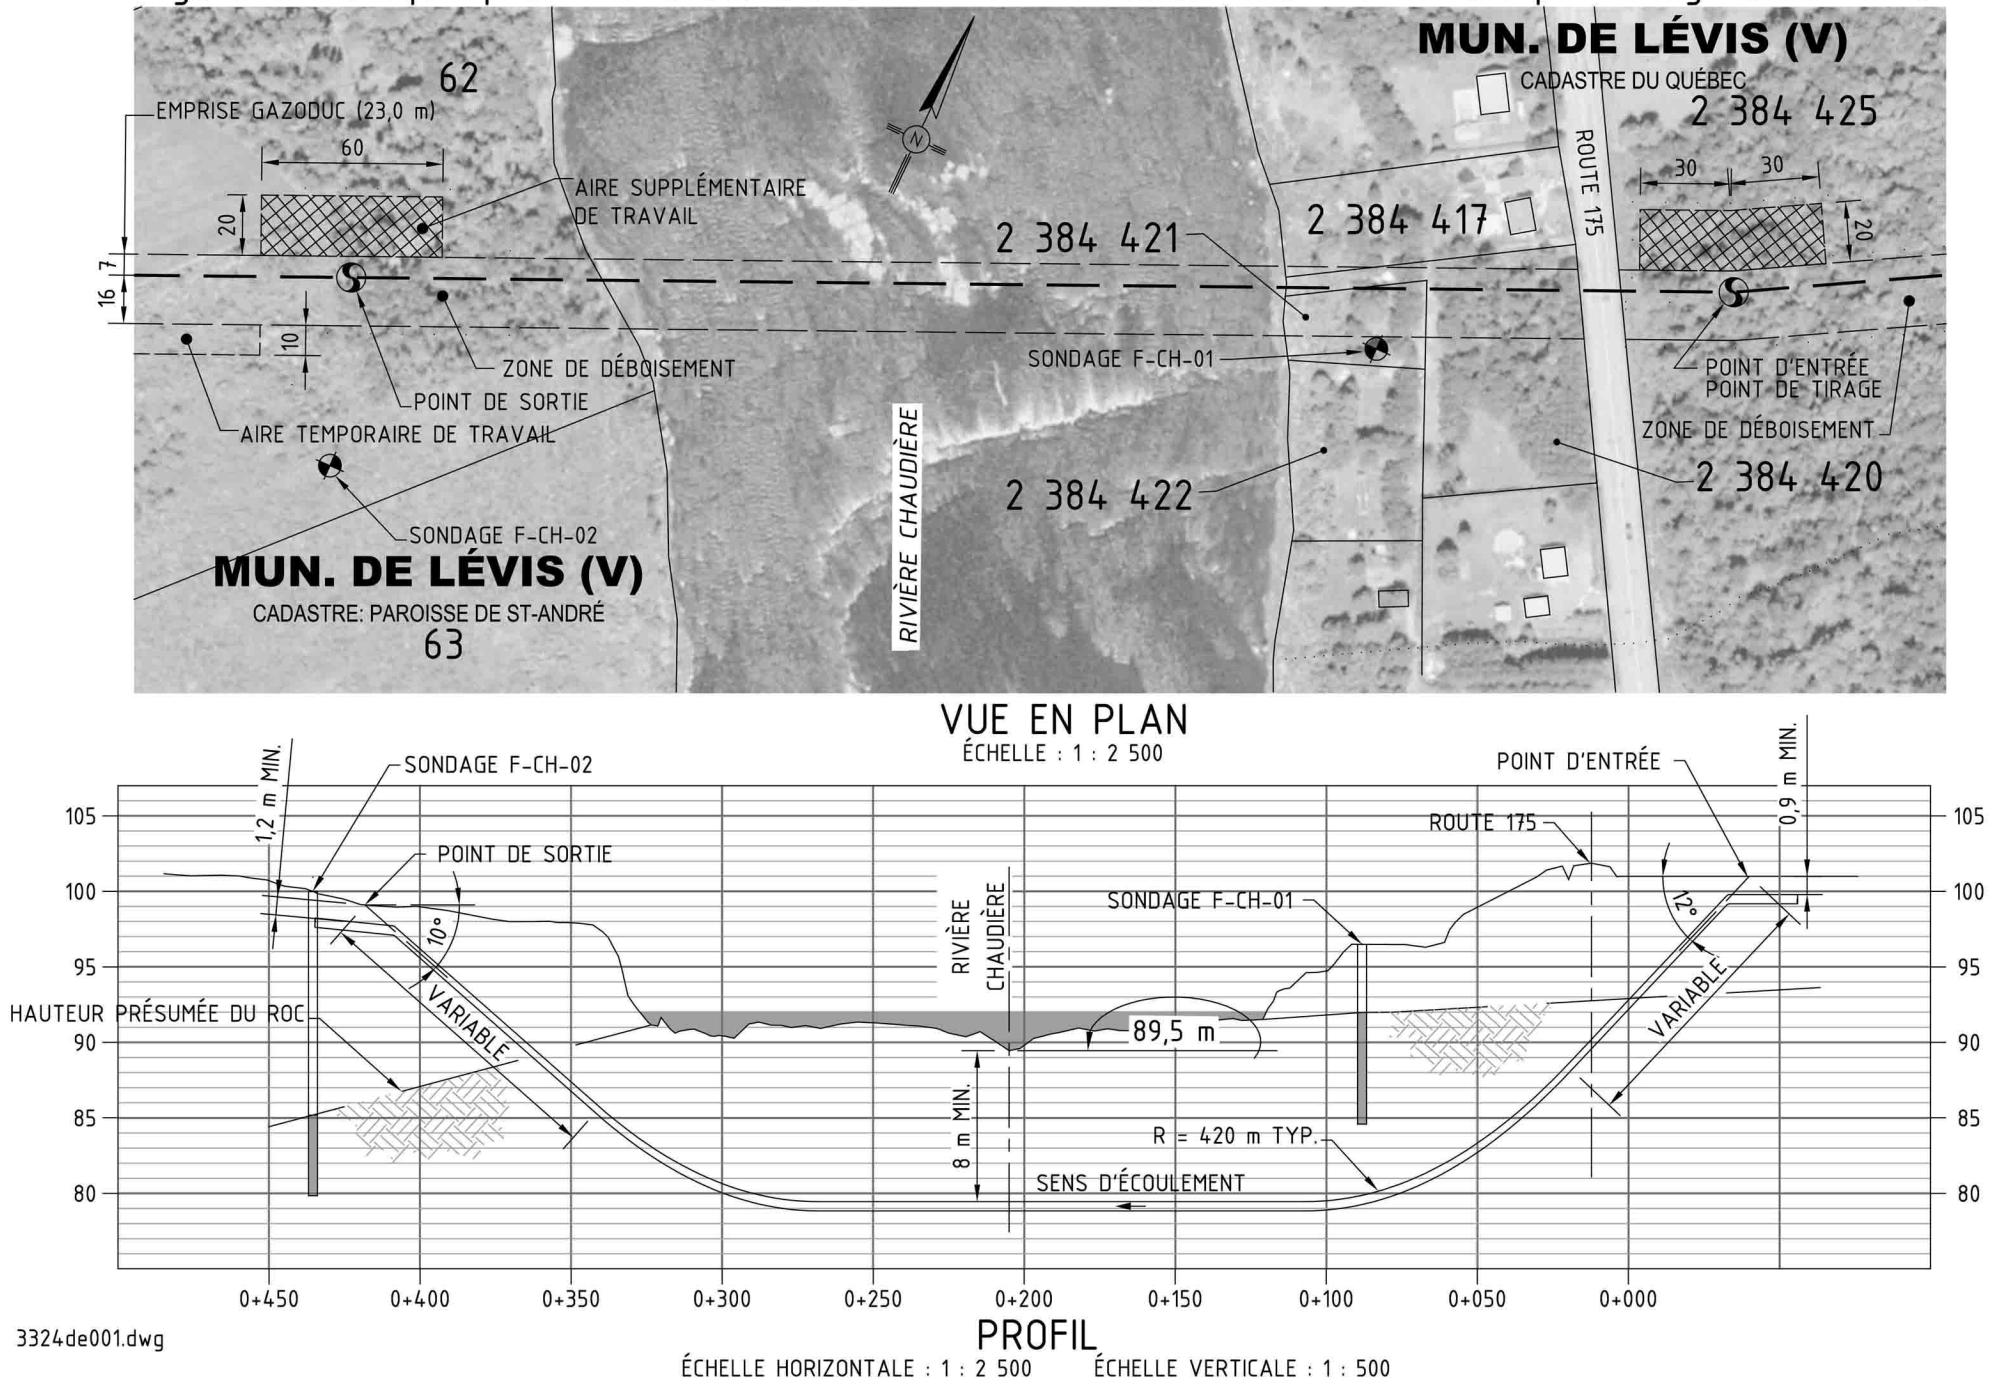 MUN. DE LÉVIS (V)
CADASTRE DU QUÉBEC
62
2 384 425
EMPRISE GAZODUC (23,0 m)
60
30
30
ROUTE 175
AIRE SUPPLÉMENTAIRE
DE TRAVAIL
20
20
2 384 417
2 384 421
7
16
10
SONDAGE F-CH-01
ZONE DE DÉBOISEMENT
POINT D'ENTRÉE
POINT DE TIRAGE
POINT DE SORTIE
AIRE TEMPORAIRE DE TRAVAIL
ZONE DE DÉBOISEMENT
2 384 420
2 384 422
RIVIÈRE CHAUDIÈRE
N
SONDAGE F-CH-02
MUN. DE LÉVIS (V)
CADASTRE: PAROISSE DE ST-ANDRÉ
63
VUE EN PLAN
ÉCHELLE : 1 : 2 500
1,2 m MIN.
SONDAGE F-CH-02
POINT D'ENTRÉE
0,9 m MIN.
105
105
ROUTE 175
POINT DE SORTIE
100
100
SONDAGE F-CH-01
10°
12°
RIVIÈRE
CHAUDIÈRE
95
95
VARIABLE
VARIABLE
HAUTEUR PRÉSUMÉE DU ROC
90
90
89,5 m
8 m MIN.
85
85
R = 420 m TYP.
80
80
SENS D'ÉCOULEMENT
0+450
0+400
0+350
0+300
0+250
0+200
0+150
0+100
0+050
0+000
3324de001.dwg
PROFIL
ÉCHELLE HORIZONTALE : 1 : 2 500
ÉCHELLE VERTICALE : 1 : 500